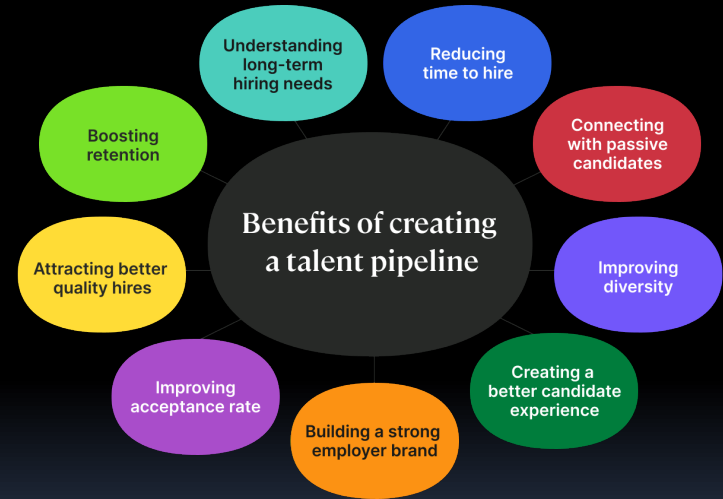 Understanding
long-term
hiring needs
Reducing
time to hire
Boosting
retention
Connecting
with passive
candidates
Benefits of creating
a talent pipeline
Attracting better
quality hires
Improving
diversity
Improving
acceptance rate
Creating a
better candidate
experience
Building a strong
employer brand